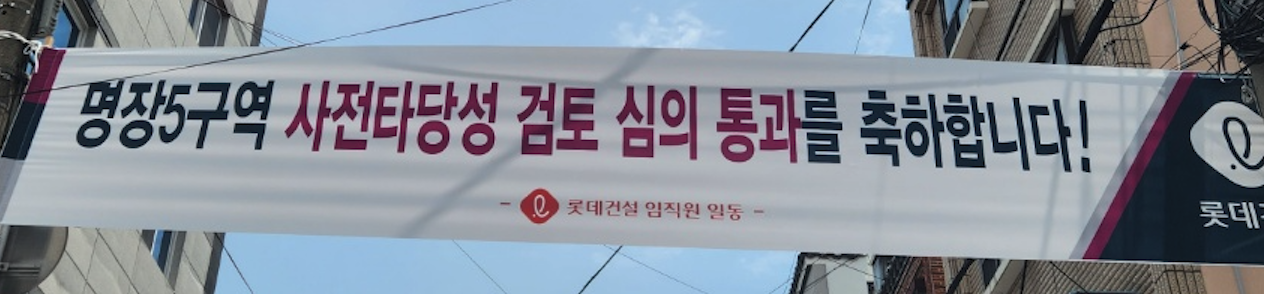 명장5구역 사전타당성 검토 심의 통과를 축하합니다!
- 롯데건설 임직원 일동 -
롯데